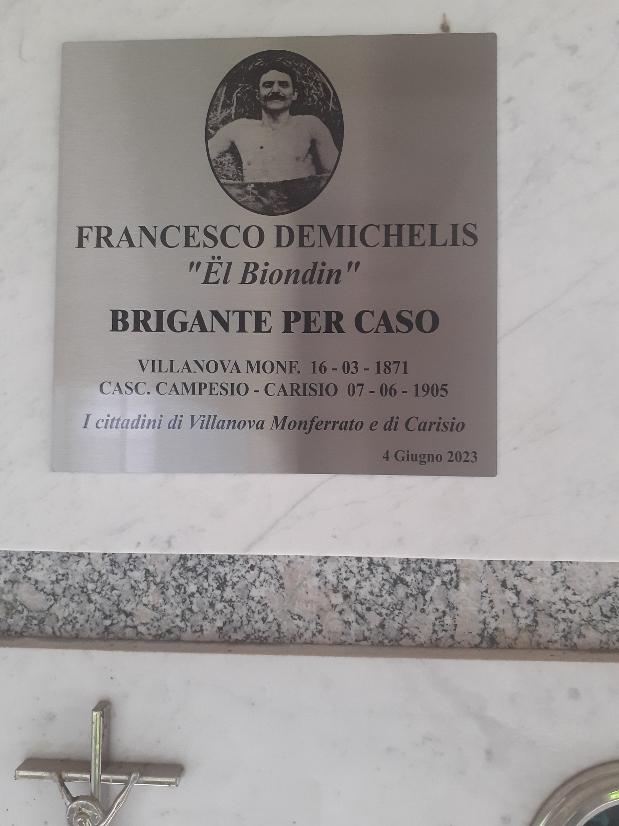 FRANCESCO DEMICHELIS
"Ël Biondin"
BRIGANTE PER CASO
VILLANOVA MONF. 16 - 03 - 1871
CASC. CAMPESIO - CARISIO 07 - 06 - 1905
I cittadini di Villanova Monferrato e di Carisio
4 Giugno 2023